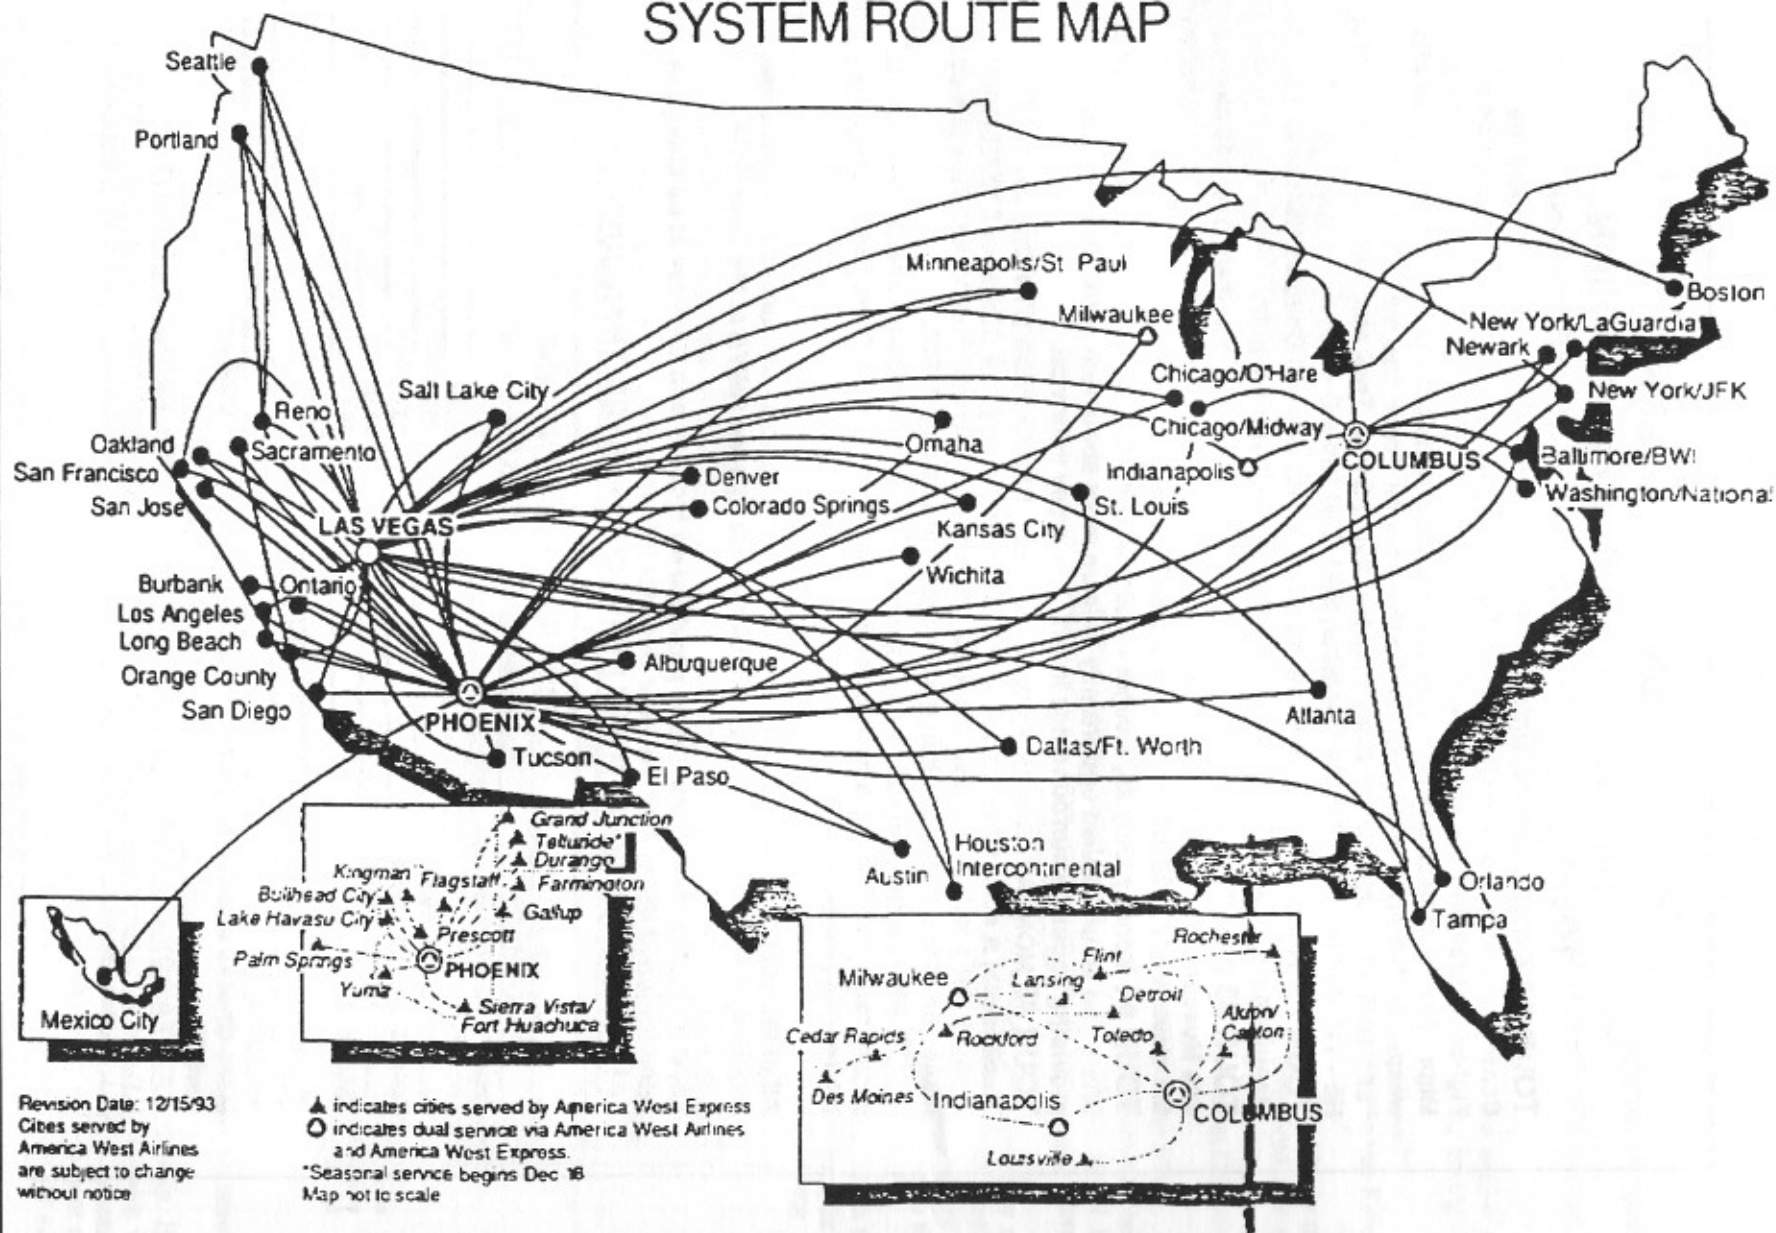 SYSTEM ROUTE MAP
Seattle
Portland
Minneapolis/St Paul
Boston
Milwaukee
New York/LaGuardia
Newark
Chicago/O'Hare
New York/JFK
Salt Lake City
Reno
Oakland
Sacramento
Omaha
Chicago/Midway
San Francisco
Denver
Indianapolis
COLUMBUS
Baltimore/BWI
San Jose
Colorado Springs
St. Louis
Washington/National
LAS VEGAS
Kansas City
Wichita
Burbank
Ontario
Los Angeles
Long Beach
Albuquerque
Orange County
San Diego
PHOENIX
Atlanta
Tucson
Dallas/Ft. Worth
El Paso
Austin
Houston
Intercontinental
Orlando
Tampa
Grand Junction
Telluride*
Durango
Kingman
Flagstaff
Farmington
Bullhead City
Gallup
Lake Havasu City
Prescott
Palm Springs
PHOENIX
Yuma
Sierra Vista/
Fort Huachuca
Mexico City
Rochester
Flint
Milwaukee
Lansing
Detroit
Akron/
Canton
Cedar Rapids
Rockford
Toledo
Des Moines
Indianapolis
COLUMBUS
Louisville
Revision Date: 12/15/93
Cities served by
America West Airlines
are subject to change
without notice
indicates cities served by America West Express
indicates dual service via America West Airlines
and America West Express.
*Seasonal service begins Dec 18
Map not to scale